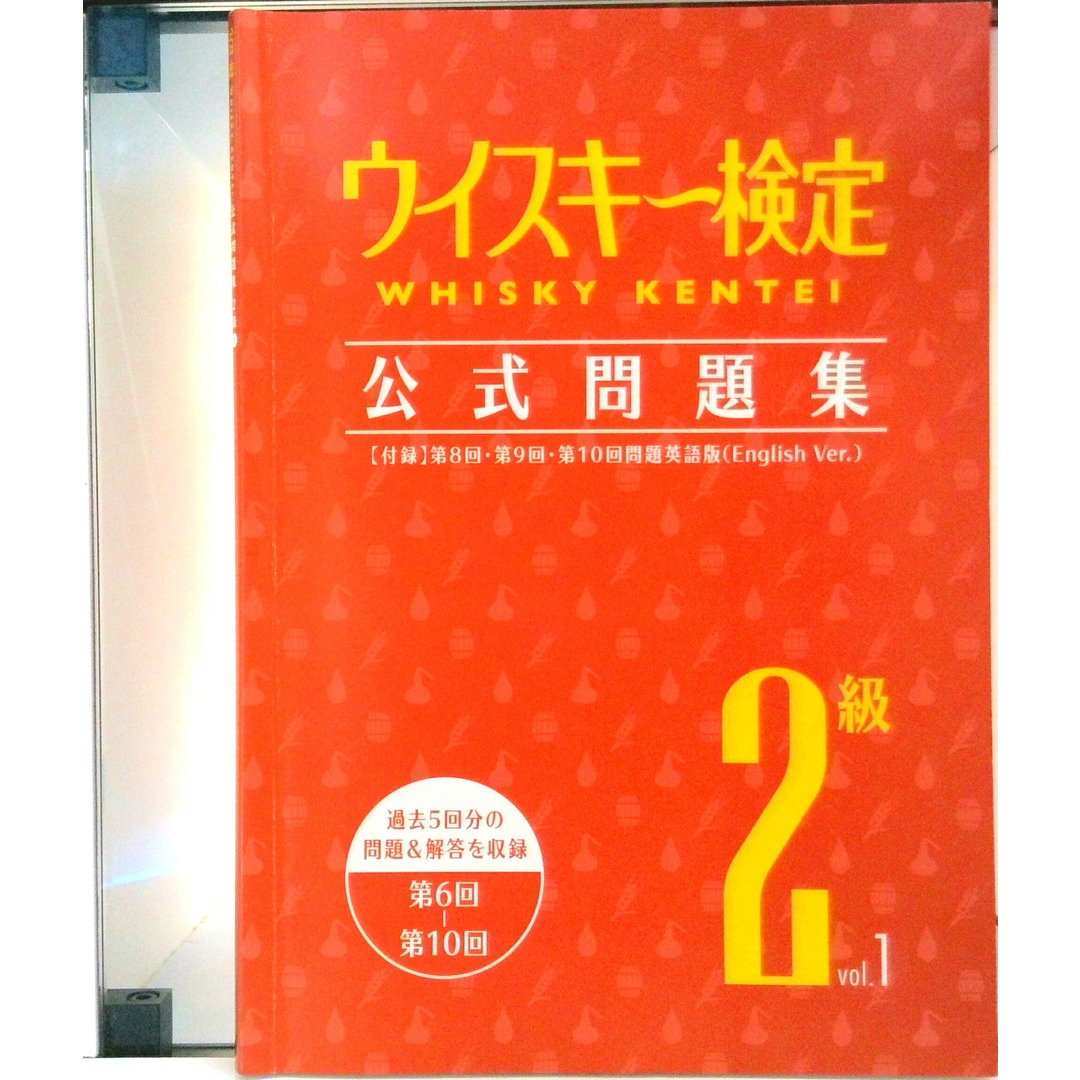 ウイスキー検定
WHISKY KENTEI
公式問題集
【付録】第8回・第9回・第10回問題英語版(English Ver.)
2級
vol.1
過去5回分の
問題&解答を収録
第6回
-
第10回